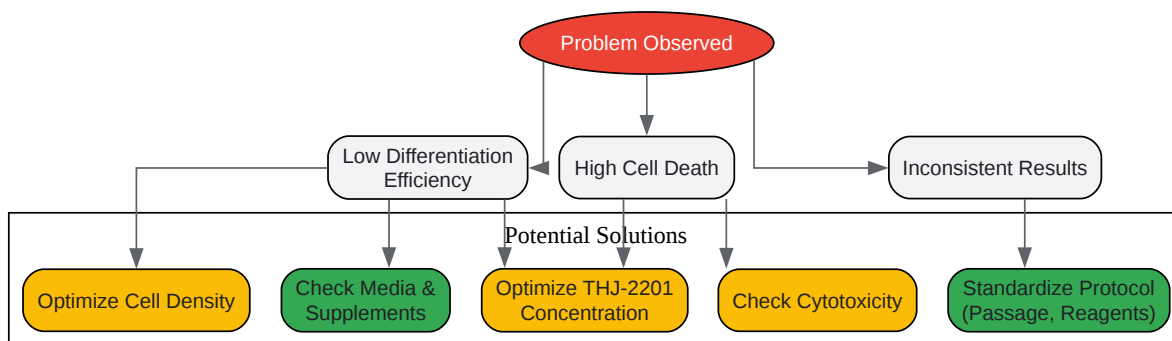 Problem Observed
Low Differentiation
Efficiency
High Cell Death
Inconsistent Results
Potential Solutions
Optimize Cell Density
Check Media &
Supplements
Optimize THJ-2201
Concentration
Check Cytotoxicity
Standardize Protocol
(Passage, Reagents)